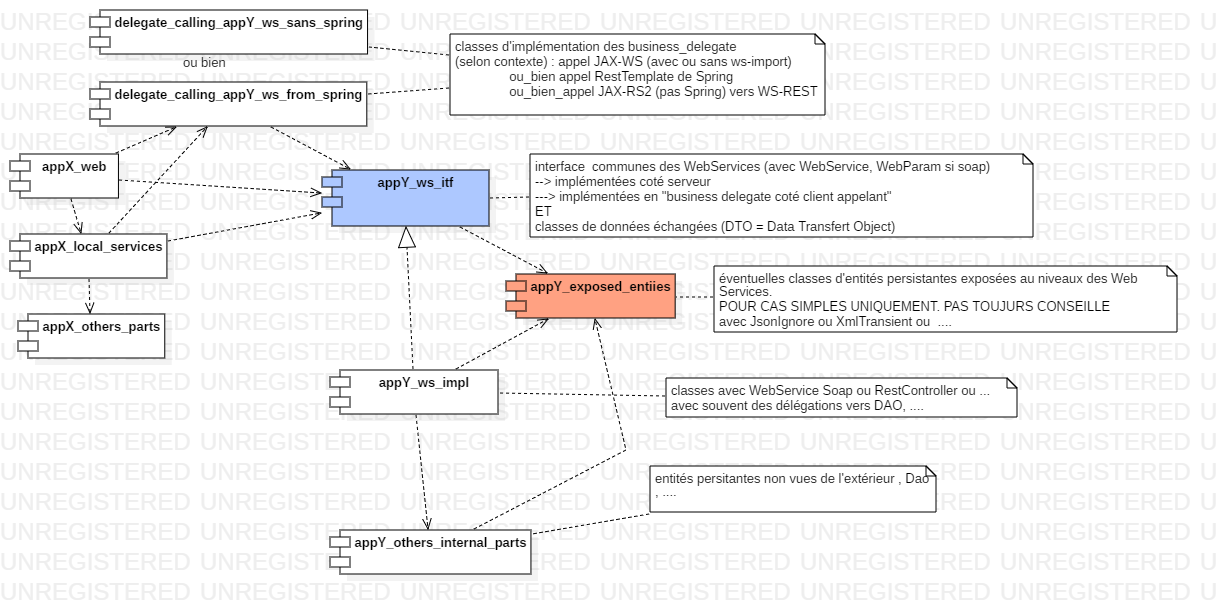 delegate_calling_appY_ws_sans_spring
ou bien
delegate_calling_appY_ws_from_spring
classes d'implémentation des business_delegate
(selon contexte) : appel JAX-WS (avec ou sans ws-import)
ou_bien appel RestTemplate de Spring
ou_bien_appel JAX-RS2 (pas Spring) vers WS-REST
appX_web
appY_ws_itf
interface  communes des WebServices (avec WebService, WebParam si soap)
--> implémentées coté serveur
---> implémentées en "business delegate coté client appelant"
ET
classes de données échangées (DTO = Data Transfert Object)
appX_local_services
appY_exposed_entiies
éventuelles classes d'entités persistantes exposées au niveaux des Web
Services.
POUR CAS SIMPLES UNIQUEMENT. PAS TOUJURS CONSEILLE
avec JsonIgnore ou XmlTransient ou  ....
appX_others_parts
appY_ws_impl
classes avec WebService Soap ou RestController ou ...
avec souvent des délégations vers DAO, ....
entités persitantes non vues de l'extérieur , Dao
, ....
appY_others_internal_parts
UNREGISTERED